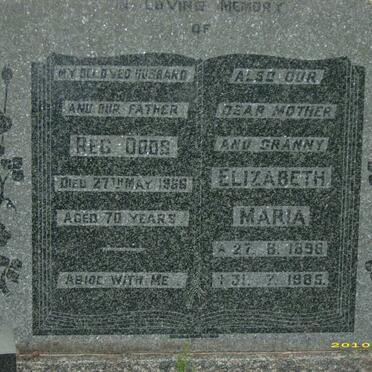 IN LOVING MEMORY
OF
MY BELOVED HUSBAND
AND OUR FATHER
REG DODS
DIED 27TH MAY 1966
AGED 70 YEARS
ABIDE WITH ME
ALSO OUR
DEAR MOTHER
AND GRANNY
ELIZABETH
MARIA
27. 8. 1898
31. 7. 1985.
2010